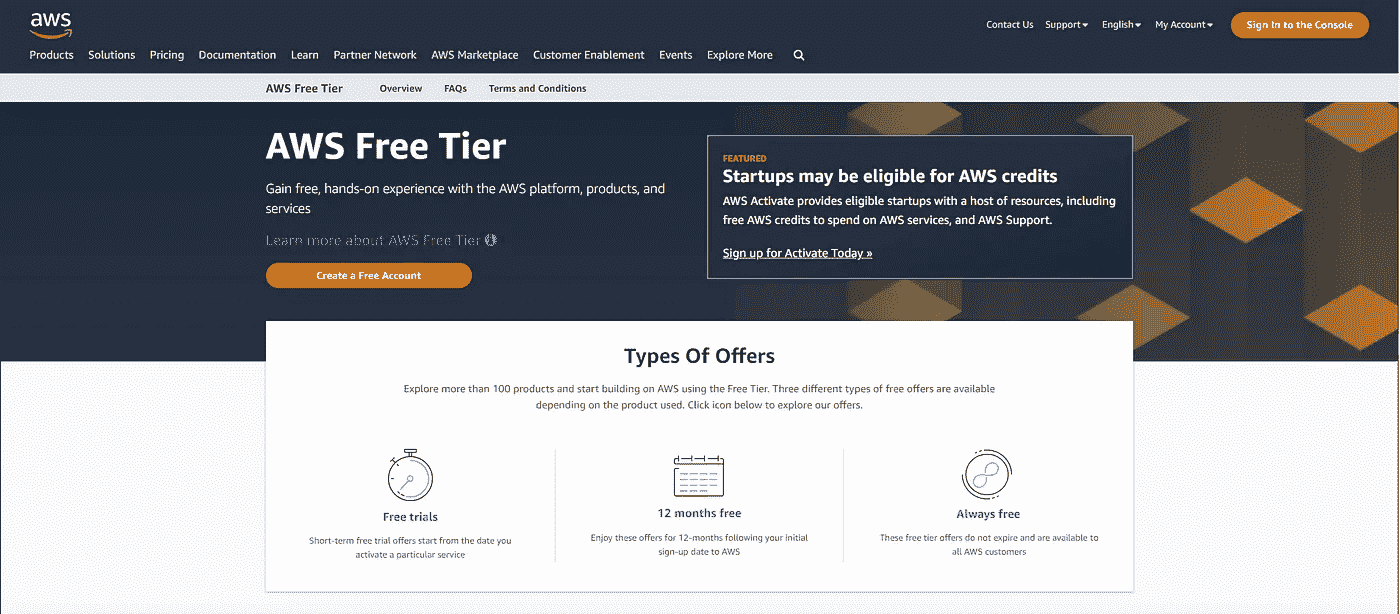 aws
Contact Us Support English My Account Sign In to the Console
Products Solutions Pricing Documentation Learn Partner Network AWS Marketplace Customer Enablement Events Explore More
AWS Free Tier Overview FAQs Terms and Conditions
AWS Free Tier
Gain free, hands-on experience with the AWS platform, products, and
services
Learn more about AWS Free Tier
Create a Free Account
FEATURED
Startups may be eligible for AWS credits
AWS Activate provides eligible startups with a host of resources, including
free AWS credits to spend on AWS services, and AWS Support.
Sign up for Activate Today »
Types Of Offers
Explore more than 100 products and start building on AWS using the Free Tier. Three different types of free offers are available
depending on the product used. Click icon below to explore our offers.
Free trials
Short-term free trial offers start from the date you
activate a particular service
12 months free
Enjoy these offers for 12-months following your initial
sign-up date to AWS
Always free
These free tier offers do not expire and are available to
all AWS customers